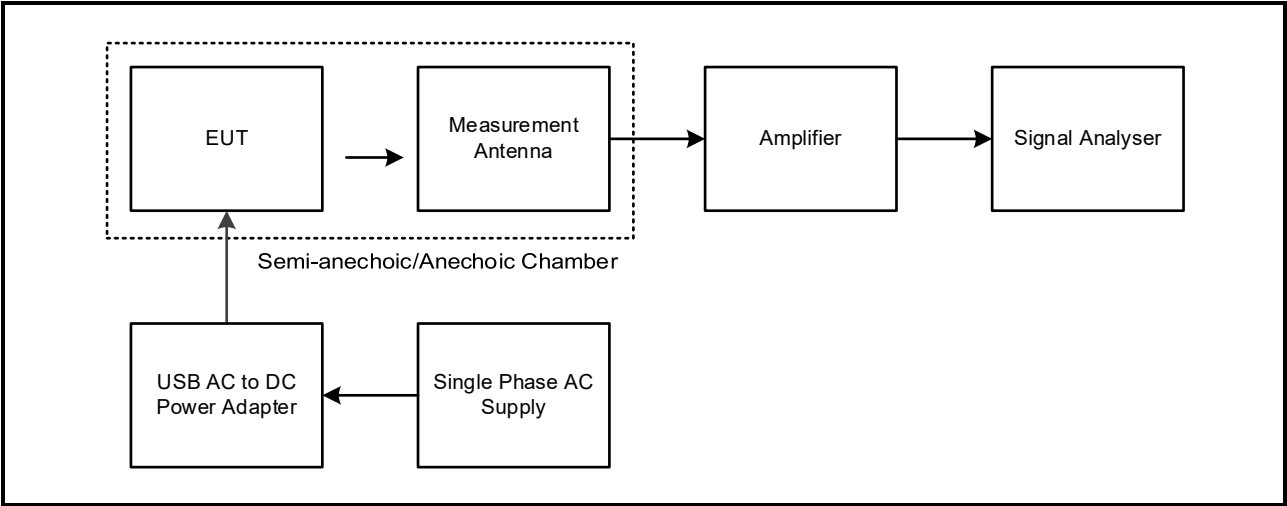 EUT
Measurement
Antenna
Amplifier
Signal Analyser
Semi-anechoic/Anechoic Chamber
USB AC to DC
Power Adapter
Single Phase AC
Supply